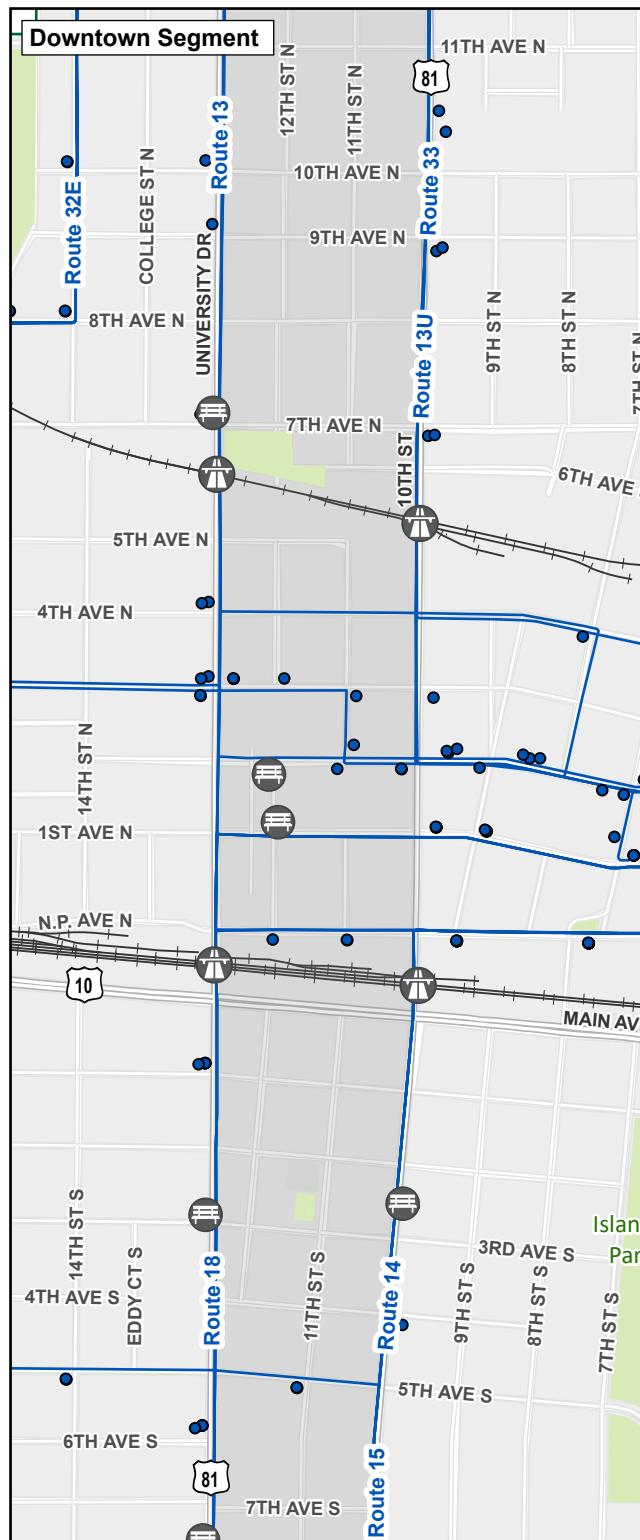 Downtown Segment
11TH AVE N
81
12TH ST N
11TH ST N
Route 13
Route 33
10TH AVE N
Route 32E
COLLEGE ST N
9TH AVE N
UNIVERSITY DR
8TH AVE N
Route 13U
9TH ST N
8TH ST N
7TH ST N
7TH AVE N
10TH ST
6TH AVE
5TH AVE N
4TH AVE N
14TH ST N
1ST AVE N
N.P. AVE N
10
MAIN AV
14TH ST S
EDDY CT S
Route 18
11TH ST S
Route 14
Islan
Par
3RD AVE S
4TH AVE S
9TH ST S
8TH ST S
7TH ST S
5TH AVE S
6TH AVE S
Route 15
81
7TH AVE S